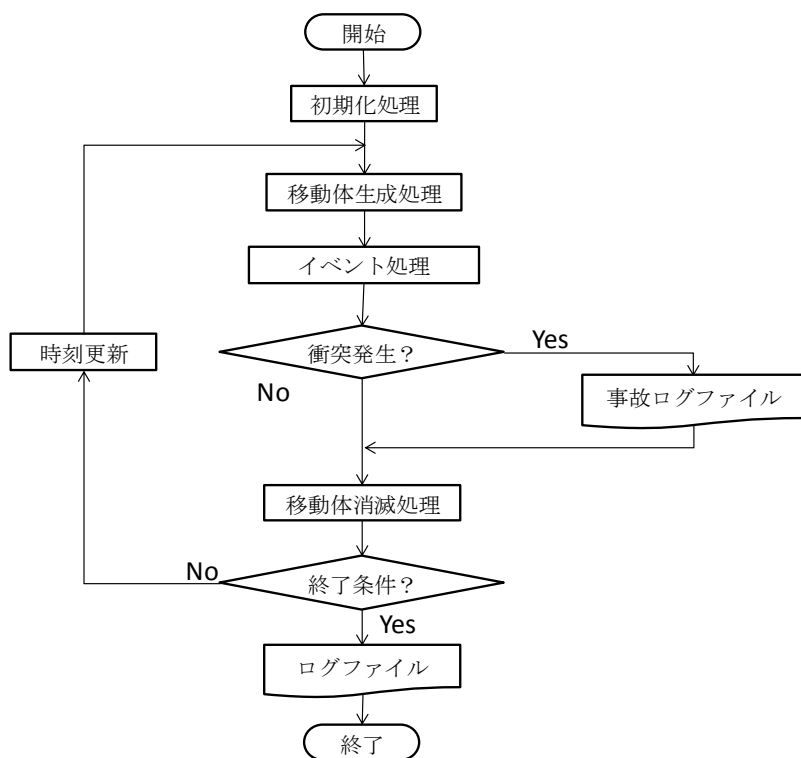 開始
初期化処理
移動体生成処理
イベント処理
時刻更新
衝突発生?
Yes
No
事故ログファイル
移動体消滅処理
No
終了条件?
Yes
ログファイル
終了